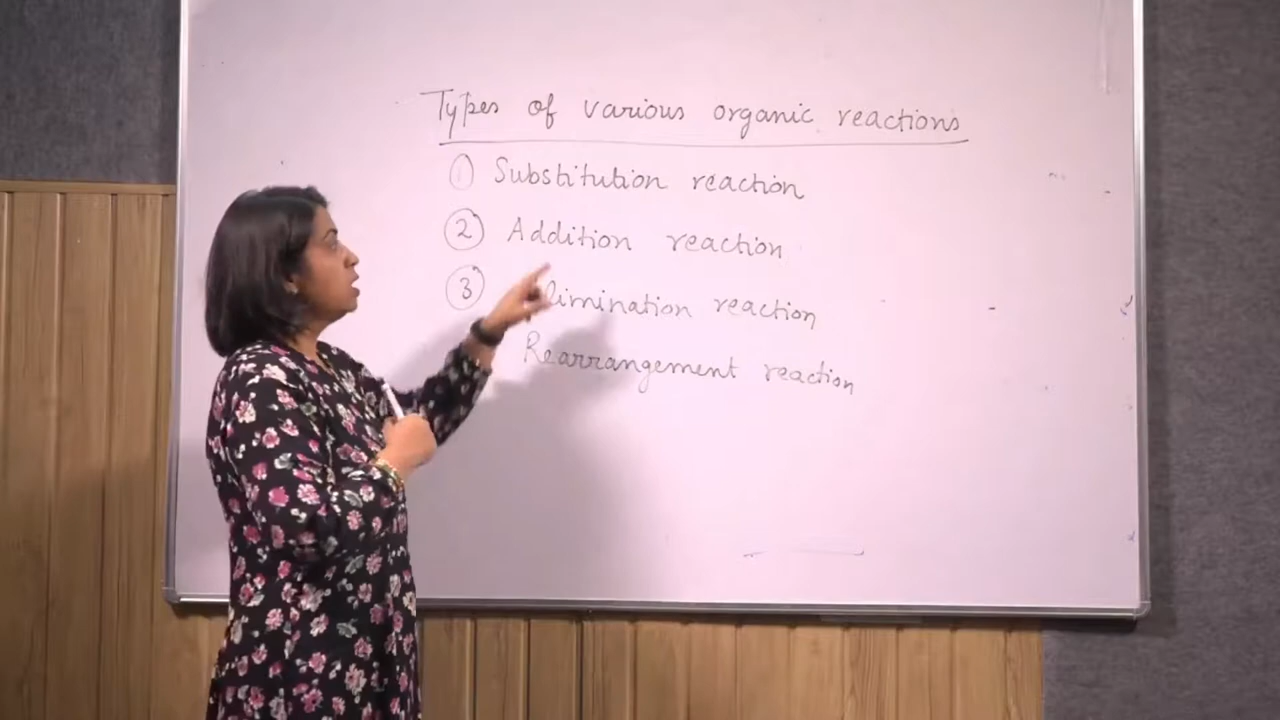 Types of various organic reactions
① Substitution reaction
② Addition reaction
③ limination reaction
Rearrangement reaction